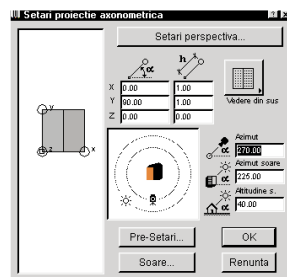 Setari proiectie axonometrica
Setari perspectiva...
α
h
X 0.00 1.00
Y 90.00 1.00
Z 0.00 0.00
Vedere din sus
y
z
x
Azimut
α 270.00
Azimut soare
α 225.00
Altitudine s.
α 40.00
Pre-Setari...
OK
Soare...
Renunta